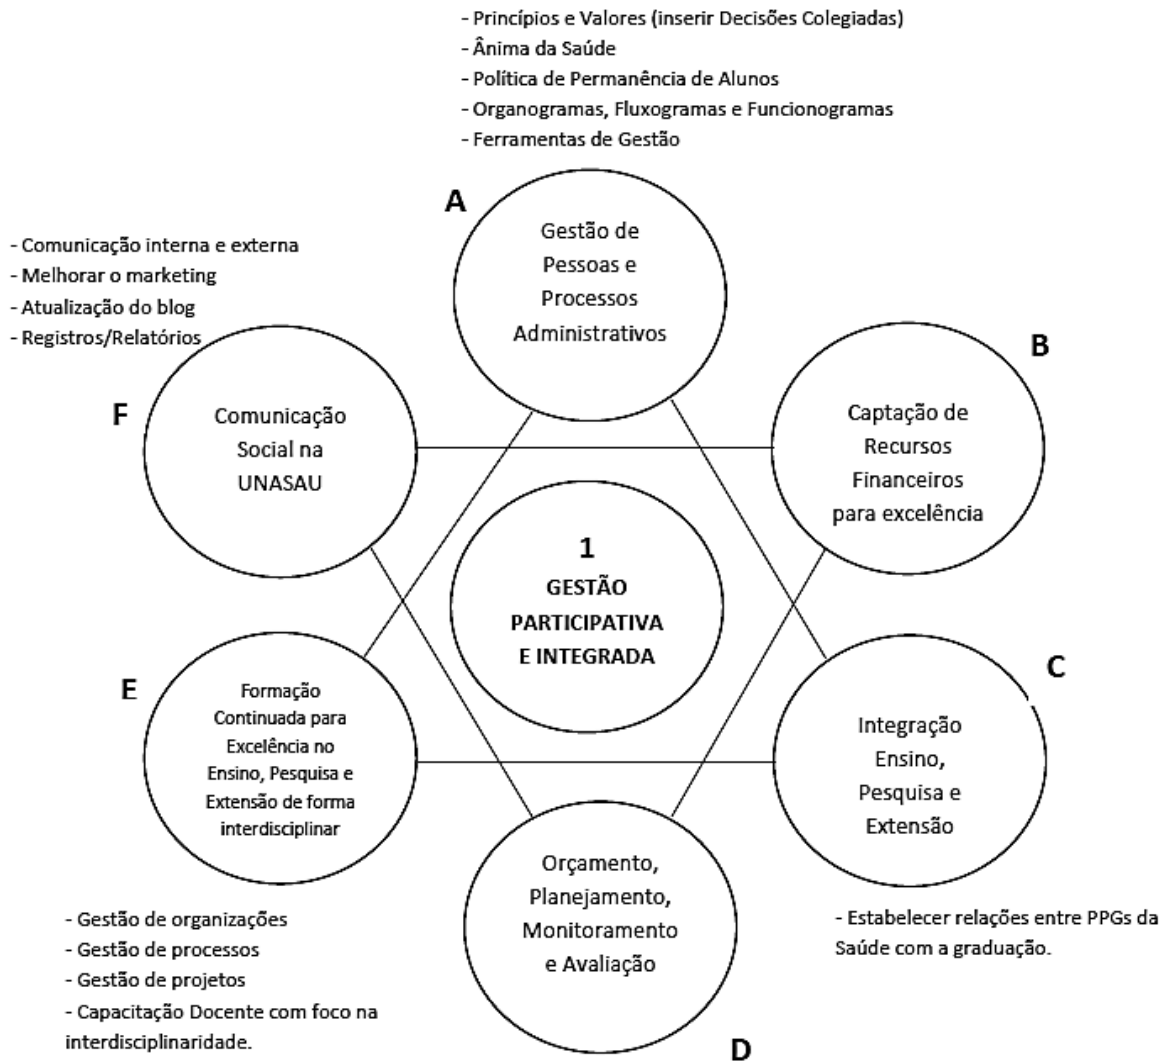 - Princípios e Valores (inserir Decisões Colegiadas)
- Ânima da Saúde
- Política de Permanência de Alunos
- Organogramas, Fluxogramas e Funcionogramas
- Ferramentas de Gestão
A
Gestão de
Pessoas e
Processos
Administrativos
- Comunicação interna e externa
- Melhorar o marketing
- Atualização do blog
- Registros/Relatórios
F
Comunicação
Social na
UNASAU
B
Captação de
Recursos
Financeiros
para excelência
1
GESTÃO
PARTICIPATIVA
E INTEGRADA
E
Formação
Continuada para
Excelência no
Ensino, Pesquisa e
Extensão de forma
interdisciplinar
C
Integração
Ensino,
Pesquisa e
Extensão
Orçamento,
Planejamento,
Monitoramento
e Avaliação
D
- Gestão de organizações
- Gestão de processos
- Gestão de projetos
- Capacitação Docente com foco na
interdisciplinaridade.
- Estabelecer relações entre PPGs da
Saúde com a graduação.